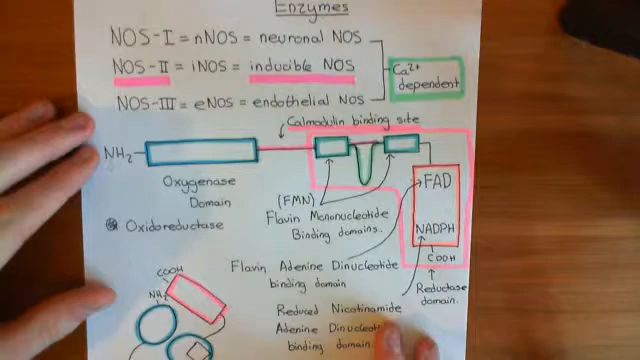 Enzymes
NOS-I = nNOS = neuronal NOS
NOS-II = iNOS = inducible NOS
NOS-III = eNOS = endothelial NOS
Ca2+
dependent
Calmodulin binding site
NH2
Oxygenase
Domain
Oxidoreductase
(FMN)
Flavin Mononucleotide
Binding domains.
FAD
NADPH
COOH
Reductase
domain.
Flavin Adenine Dinucleotide
binding domain
Reduced Nicotinamide
Adenine
binding domain
COOH
NH